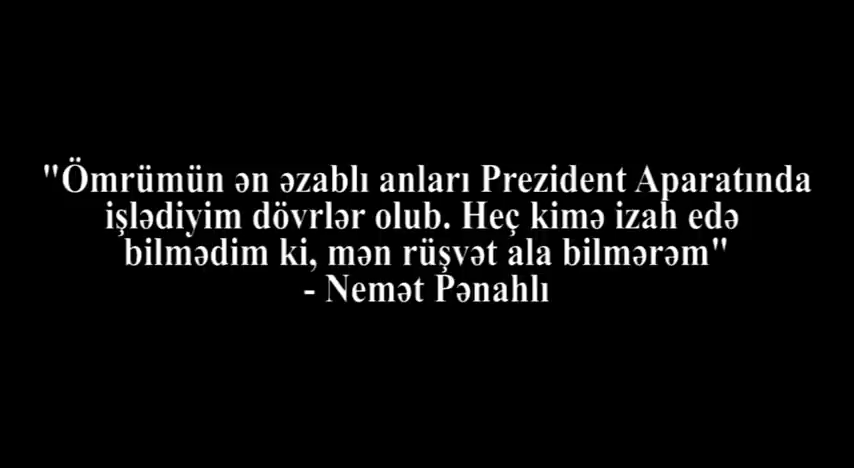 "Ömrümün ən əzablı anları Prezident Aparatında
işlədiyim dövrlər olub. Heç kimə izah edə
bilmədim ki, mən rüşvət ala bilmərəm"
- Nemət Pənahlı